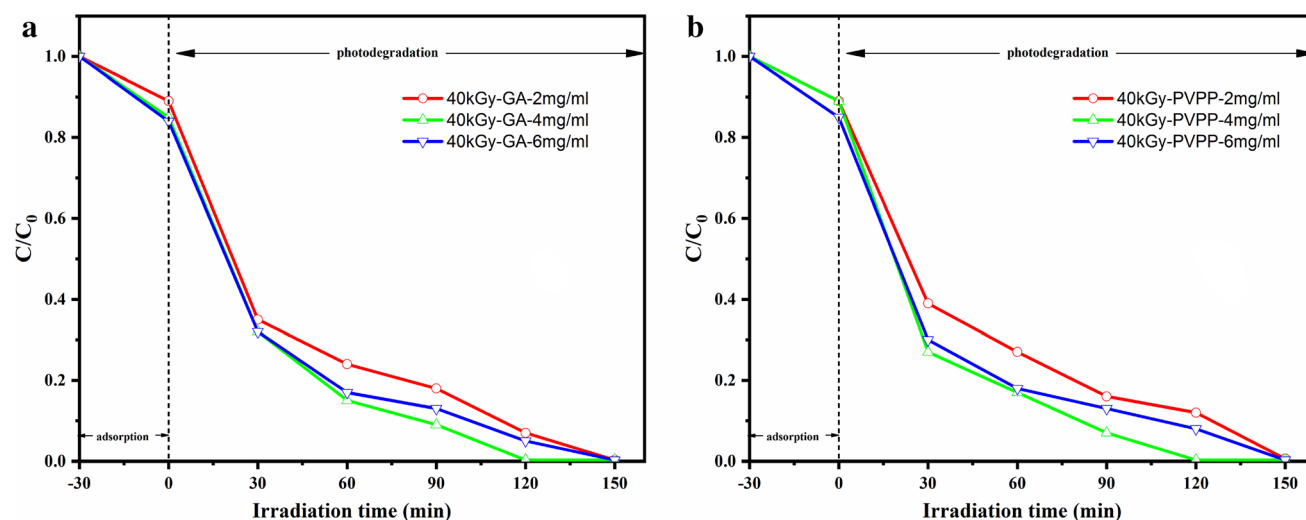 a
photodegradation
40kGy-GA-2mg/ml
40kGy-GA-4mg/ml
40kGy-GA-6mg/ml
adsorption
C/C0
1.0
0.8
0.6
0.4
0.2
0.0
-30 0 30 60 90 120 150
Irradiation time (min)
b
photodegradation
40kGy-PVPP-2mg/ml
40kGy-PVPP-4mg/ml
40kGy-PVPP-6mg/ml
adsorption
C/C0
1.0
0.8
0.6
0.4
0.2
0.0
-30 0 30 60 90 120 150
Irradiation time (min)